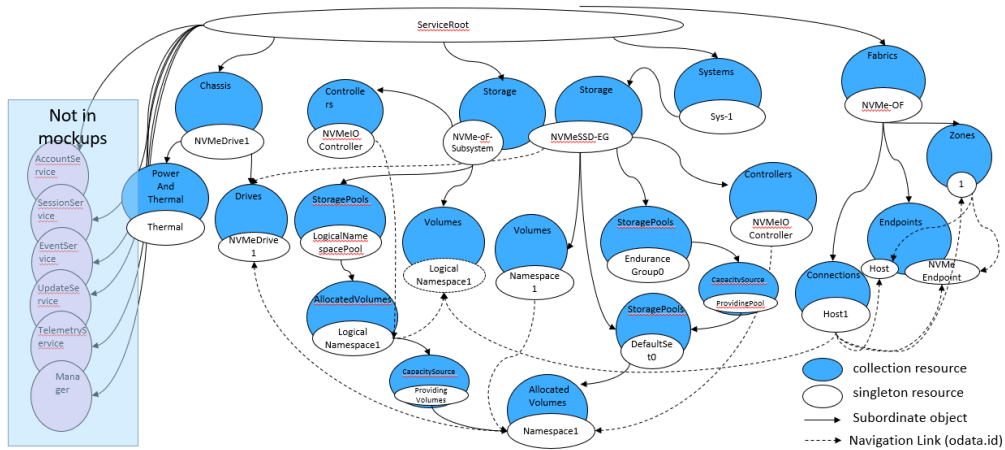 ServiceRoot
Not in
mockups
AccountSe
rvice
SessionSer
vice
EventSer
vice
UpdateSe
rvice
TelemetryS
ervice
Mana
ger
Chassis
NVMeDrive1
Power
And
Thermal
Thermal
Drives
NVMeDrive
1
Controlle
rs
NVMeIO
Controller
StoragePools
LogicalName
spacePool
AllocatedVolumes
Logical
Namespace1
CapacitySource
Providing
Volumes
Storage
NVMe-oF-
Subsystem
Volumes
Logical
Namespace1
Storage
NVMeSSD-EG
Volumes
Namespace
1
StoragePools
Endurance
Group0
CapacitySource
ProvidingPool
StoragePools
DefaultSe
t0
Allocated
Volumes
Namespace1
Systems
Sys-1
Controllers
NVMeIO
Controller
Fabrics
NVMe-OF
Zones
1
Endpoints
Host
NVMe
Endpoint
Connections
Host1
collection resource
singleton resource
Subordinate object
Navigation Link (odata.id)